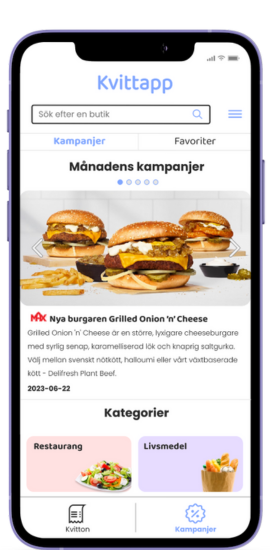 Kvittapp
Sök efter en butik
Kampanjer
Favoriter
Månadens kampanjer
MAX Nya burgaren Grilled Onion 'n' Cheese
Grilled Onion 'n' Cheese är en större, lyxigare cheeseburgare
med syrlig senap, karamelliserad lök och knaprig saltgurka.
Välj mellan svenskt nötkött, halloumi eller vårt växtbaserade
kött - Delifresh Plant Beef.
2023-06-22
Kategorier
Restaurang
Livsmedel
Kvitton
Kampanjer